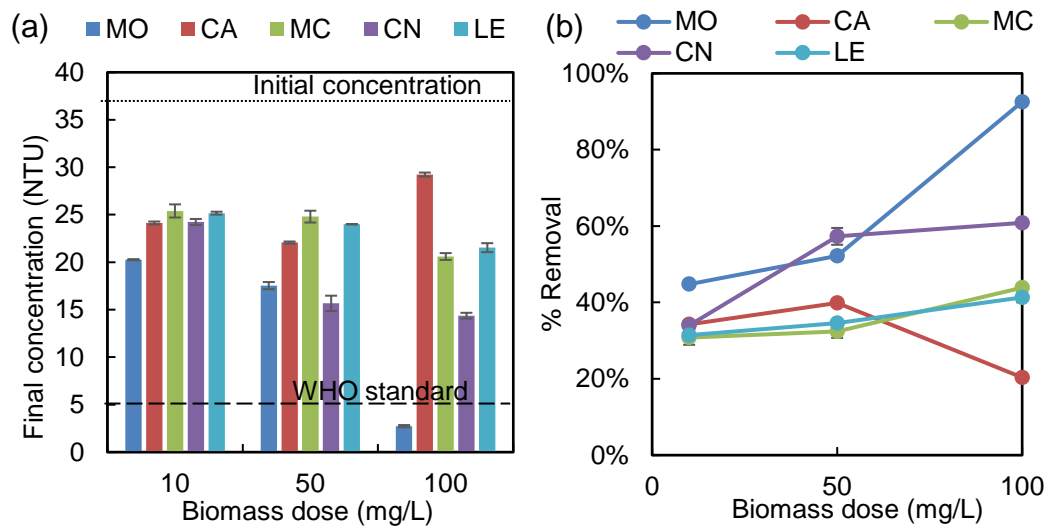 (a) MO CA MC CN LE
40
35
30
25
20
15
10
5
0
Final concentration (NTU)
Initial concentration
WHO standard
10 50 100
Biomass dose (mg/L)
(b) MO CA MC
CN LE
100%
80%
60%
40%
20%
0%
% Removal
0 50 100
Biomass dose (mg/L)